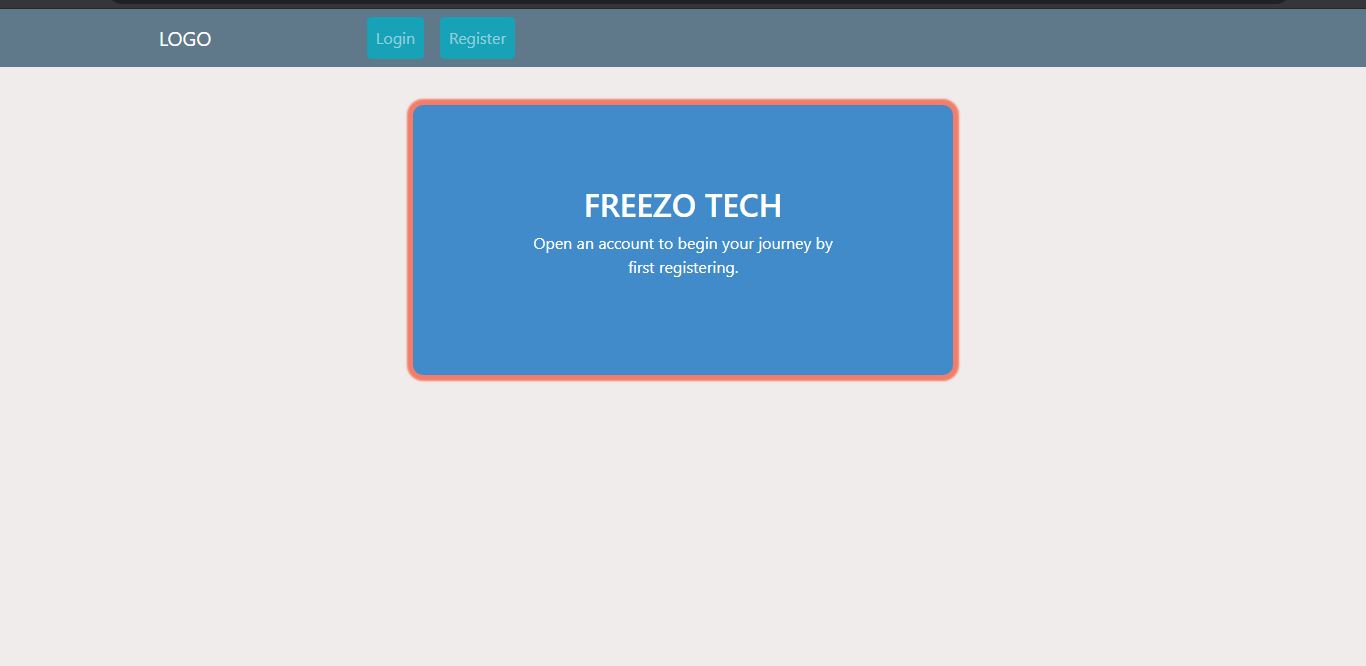 LOGO
Login
Register
FREEZO TECH
Open an account to begin your journey by
first registering.